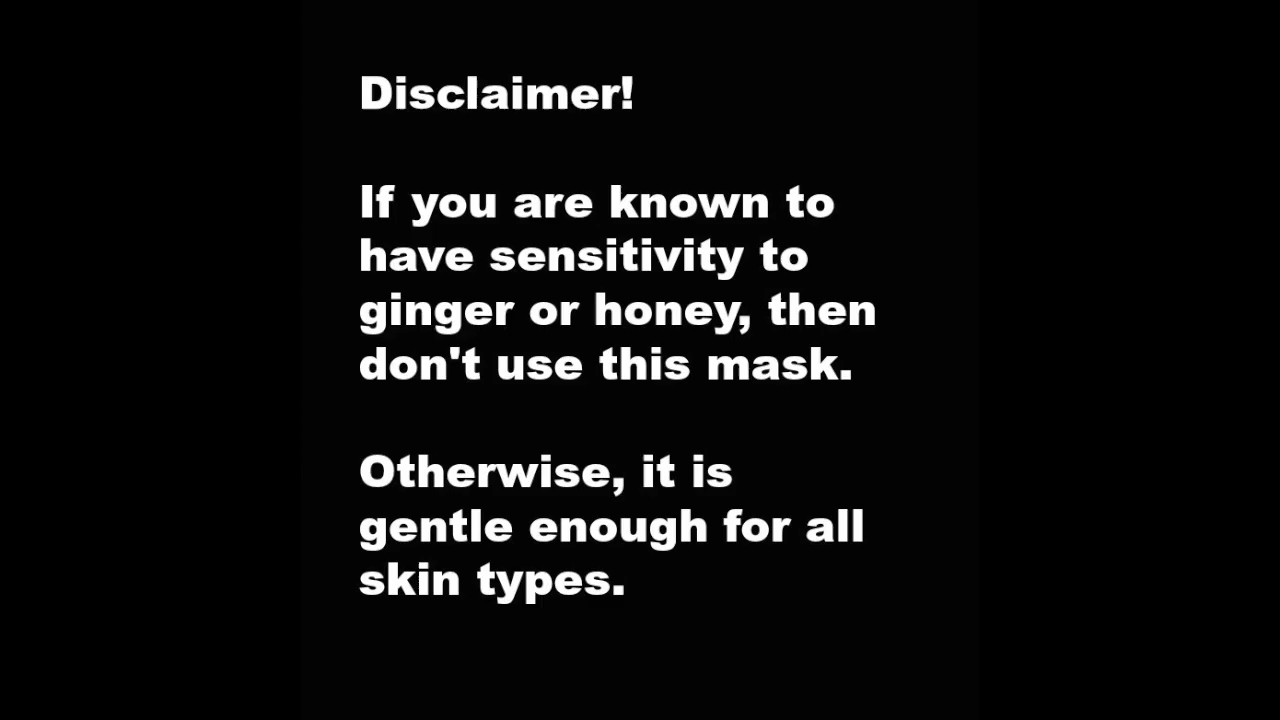 Disclaimer!
If you are known to
have sensitivity to
ginger or honey, then
don't use this mask.
Otherwise, it is
gentle enough for all
skin types.